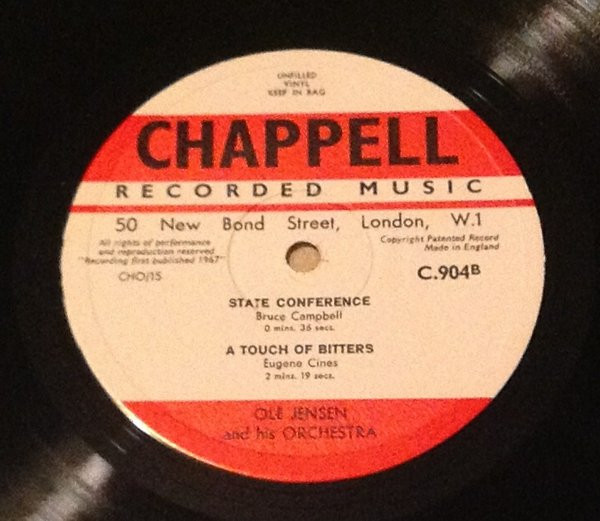 UNFILLED
VINYL
KEEP IN BAG
CHAPPELL
RECORDED MUSIC
50 New Bond Street, London, W.1
All rights of performance
and reproduction reserved
"Recording first published 1967"
Copyright Patented Record
Made in England
CHO/15
C.904B
STATE CONFERENCE
Bruce Campbell
0 mins. 36 secs.
A TOUCH OF BITTERS
Eugene Cines
2 mins. 19 secs.
OLE JENSEN
and his ORCHESTRA